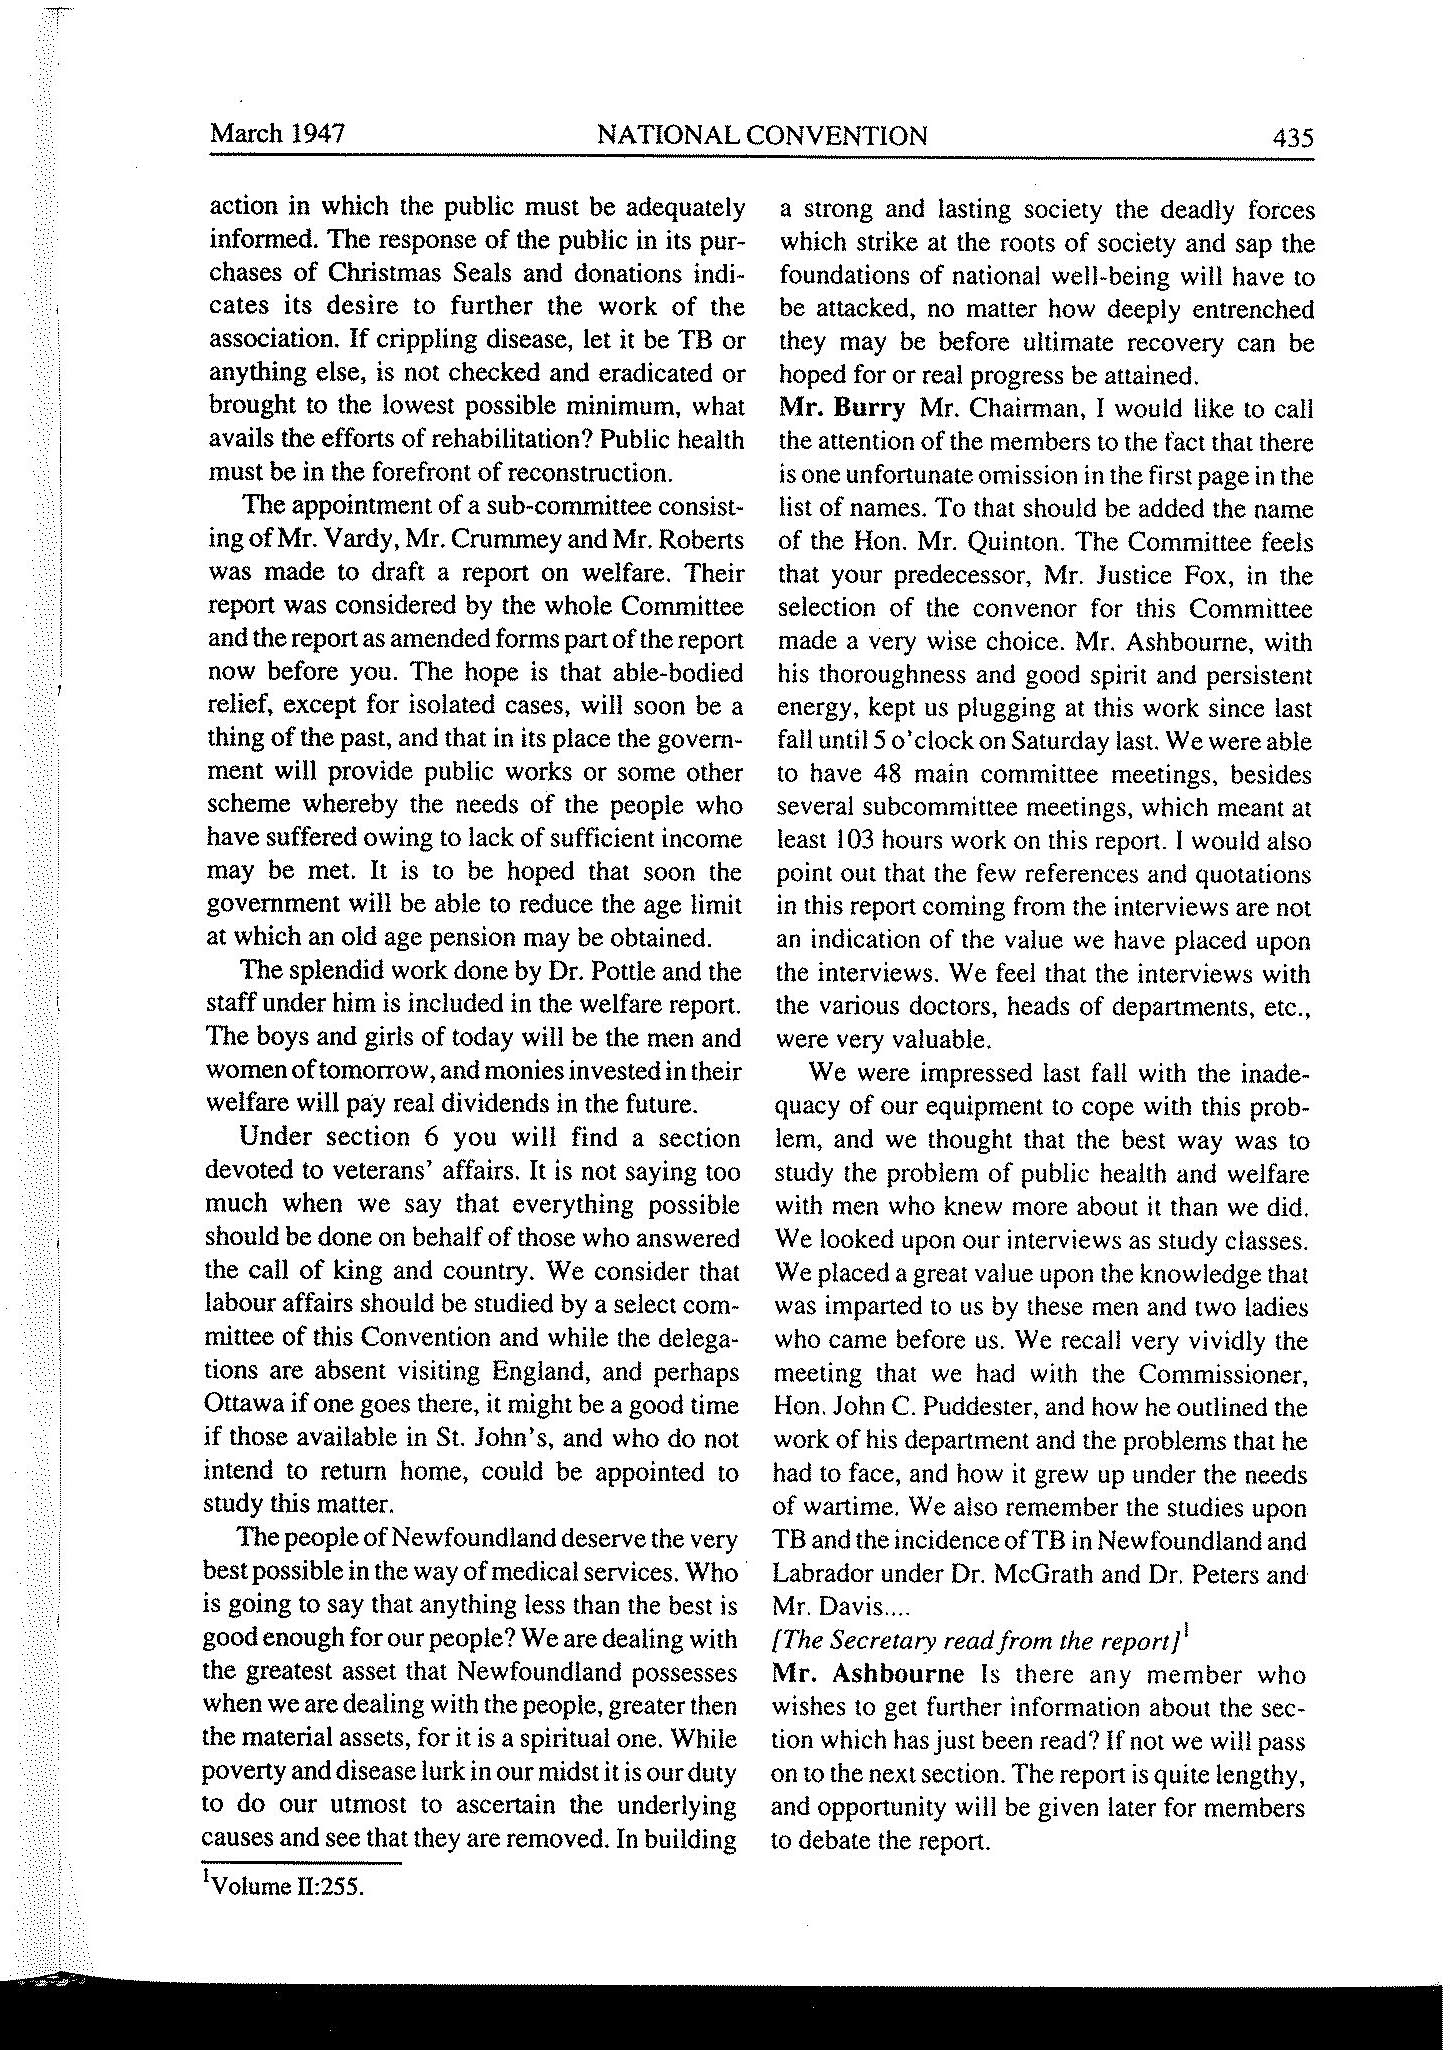 March 1947 NATIONAL CONVENTION 435
action in which the public must be adequately
informed. The response of the public in its pur-
chases of Christmas Seals and donations indi-
cates its desire to further the work of the
association. If crippling disease, let it be TB or
anything else, is not checked and eradicated or
brought to the lowest possible minimum, what
avails the efforts of rehabilitation? Public health
must be in the forefront of reconstruction.
The appointment of a sub-committee consist-
ing of Mr. Vardy, Mr. Crummey and Mr. Roberts
was made to draft a report on welfare. Their
report was considered by the whole Committee
and the report as amended forms part of the report
now before you. The hope is that able-bodied
relief, except for isolated cases, will soon be a
thing of the past, and that in its place the govern-
ment will provide public works or some other
scheme whereby the needs of the people who
have suffered owing to lack of sufficient income
may be met. It is to be hoped that soon the
government will be able to reduce the age limit
at which an old age pension may be obtained.
The splendid work done by Dr. Pottle and the
staff under him is included in the welfare report.
The boys and girls of today will be the men and
women of tomorrow, and monies invested in their
welfare will pay real dividends in the future.
Under section 6 you will find a section
devoted to veterans' affairs. It is not saying too
much when we say that everything possible
should be done on behalf of those who answered
the call of king and country. We consider that
labour affairs should be studied by a select com-
mittee of this Convention and while the delega-
tions are absent visiting England, and perhaps
Ottawa if one goes there, it might be a good time
if those available in St. John's, and who do not
intend to return home, could be appointed to
study this matter.
The people of Newfoundland deserve the very
best possible in the way of medical services. Who
is going to say that anything less than the best is
good enough for our people? We are dealing with
the greatest asset that Newfoundland possesses
when we are dealing with the people, greater then
the material assets, for it is a spiritual one. While
poverty and disease lurk in our midst it is our duty
to do our utmost to ascertain the underlying
causes and see that they are removed. In building
a strong and lasting society the deadly forces
which strike at the roots of society and sap the
foundations of national well-being will have to
be attacked, no matter how deeply entrenched
they may be before ultimate recovery can be
hoped for or real progress be attained.
Mr. Burry Mr. Chairman, I would like to call
the attention of the members to the fact that there
is one unfortunate omission in the first page in the
list of names. To that should be added the name
of the Hon. Mr. Quinton. The Committee feels
that your predecessor, Mr. Justice Fox, in the
selection of the convenor for this Committee
made a very wise choice. Mr. Ashbourne, with
his thoroughness and good spirit and persistent
energy, kept us plugging at this work since last
fall until 5 o'clock on Saturday last. We were able
to have 48 main committee meetings, besides
several subcommittee meetings, which meant at
least 103 hours work on this report. I would also
point out that the few references and quotations
in this report coming from the interviews are not
an indication of the value we have placed upon
the interviews. We feel that the interviews with
the various doctors, heads of departments, etc.,
were very valuable.
We were impressed last fall with the inade-
quacy of our equipment to cope with this prob-
lem, and we thought that the best way was to
study the problem of public health and welfare
with men who knew more about it than we did.
We looked upon our interviews as study classes.
We placed a great value upon the knowledge that
was imparted to us by these men and two ladies
who came before us. We recall very vividly the
meeting that we had with the Commissioner,
Hon. John C. Puddester, and how he outlined the
work of his department and the problems that he
had to face, and how it grew up under the needs
of wartime. We also remember the studies upon
TB and the incidence of TB in Newfoundland and
Labrador under Dr. McGrath and Dr. Peters and
Mr. Davis....
[The Secretary read from the report]1
Mr. Ashbourne Is there any member who
wishes to get further information about the sec-
tion which has just been read? If not we will pass
on to the next section. The report is quite lengthy,
and opportunity will be given later for members
to debate the report.
1Volume II:255.